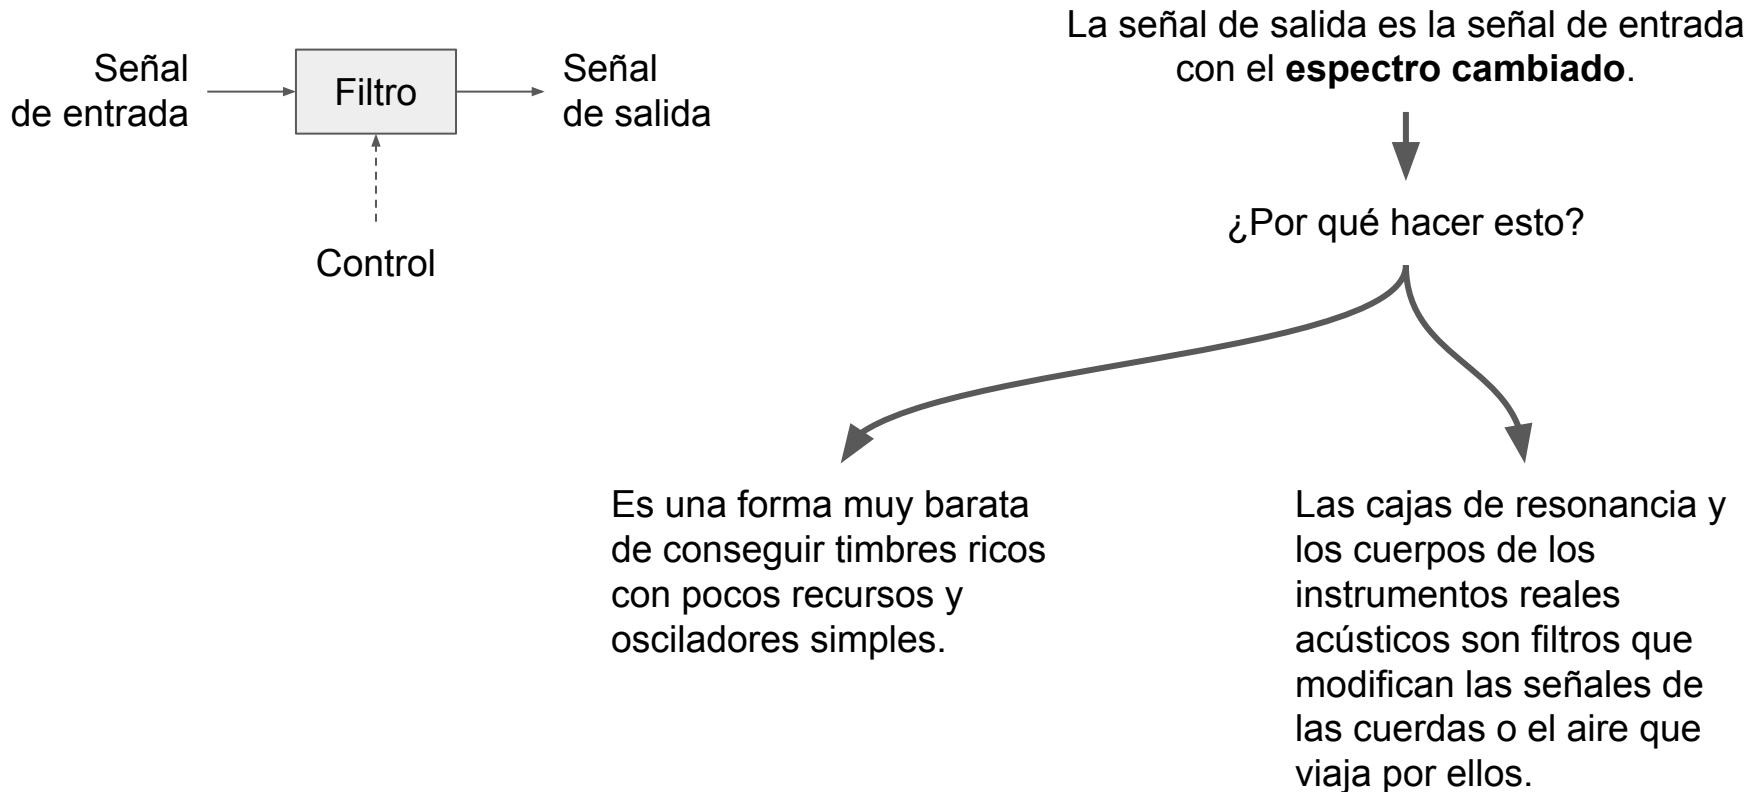 Señal
de entrada
Filtro
Señal
de salida
Control
La señal de salida es la señal de entrada
con el espectro cambiado.
¿Por qué hacer esto?
Es una forma muy barata
de conseguir timbres ricos
con pocos recursos y
osciladores simples.
Las cajas de resonancia y
los cuerpos de los
instrumentos reales
acústicos son filtros que
modifican las señales de
las cuerdas o el aire que
viaja por ellos.